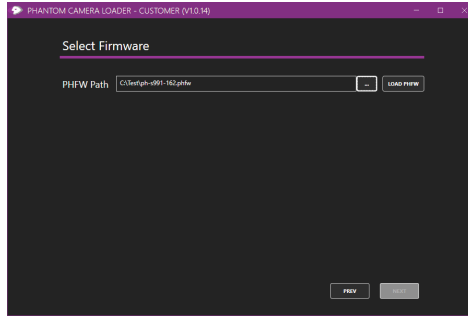 PHANTOM CAMERA LOADER - CUSTOMER (V1.0.14)
Select Firmware
PHFW Path C:\Test\ph-s991-162.phfw ... LOAD PHFW
PREV NEXT